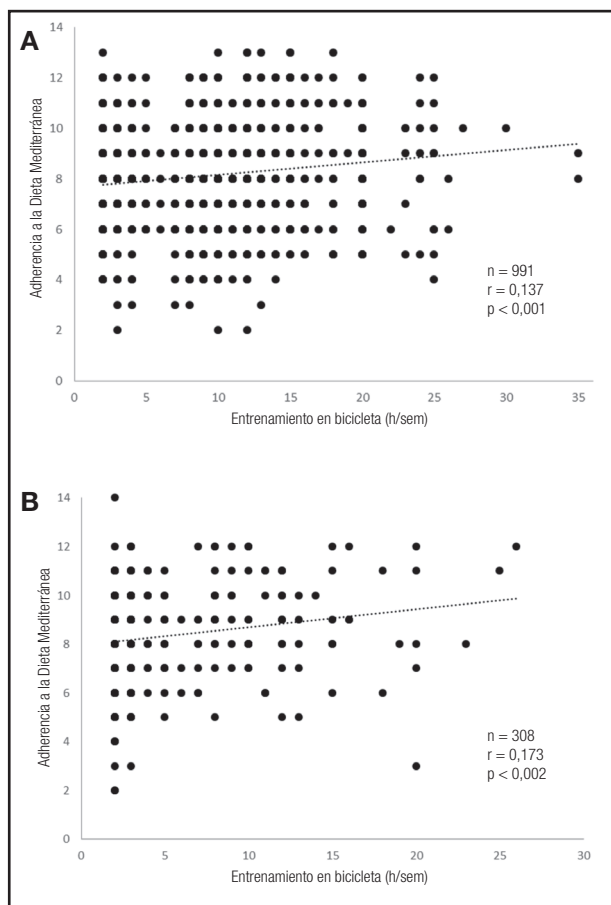 A
14
12
10
8
6
4
2
0
Adherencia a la Dieta Mediterránea
n = 991
r = 0,137
p < 0,001
0 5 10 15 20 25 30 35
Entrenamiento en bicicleta (h/sem)
B
14
12
10
8
6
4
2
0
Adherencia a la Dieta Mediterránea
n = 308
r = 0,173
p < 0,002
0 5 10 15 20 25 30
Entrenamiento en bicicleta (h/sem)